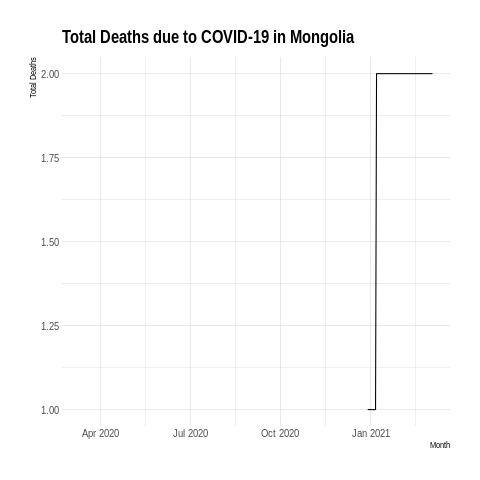 Total Deaths due to COVID-19 in Mongolia
Total Deaths
2.00
1.75
1.50
1.25
1.00
Apr 2020
Jul 2020
Oct 2020
Jan 2021
Month